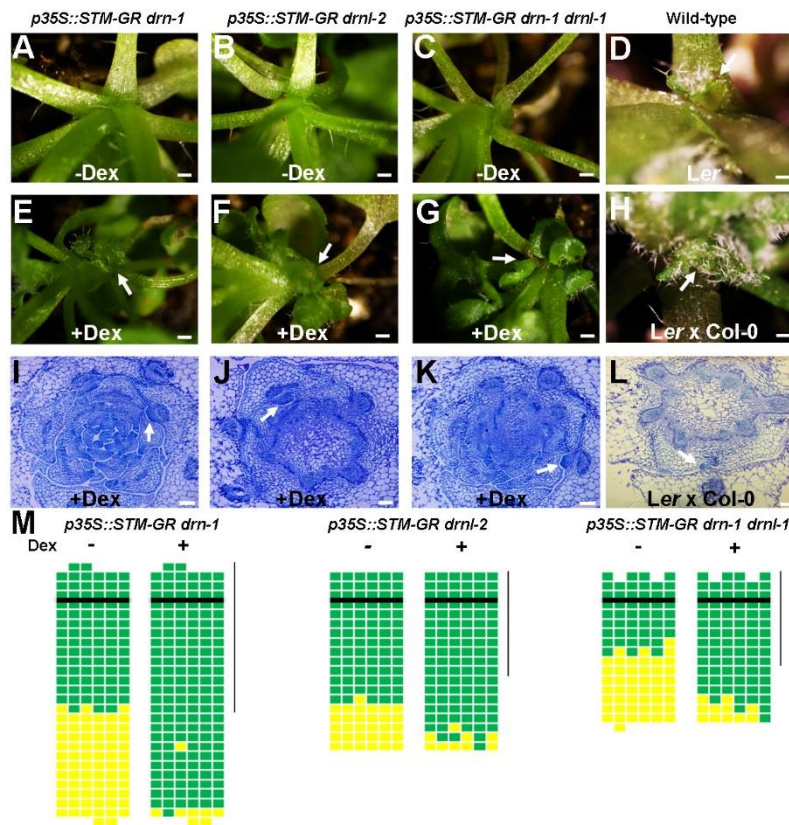 p35S::STM-GR drn-1 p35S::STM-GR drnl-2 p35S::STM-GR drn-1 drnl-1 Wild-type
A B C D
-Dex -Dex -Dex Ler
E F G H
+Dex +Dex +Dex Ler x Col-0
I J K L
+Dex +Dex +Dex Ler x Col-0
M p35S::STM-GR drn-1 p35S::STM-GR drnl-2 p35S::STM-GR drn-1 drnl-1
Dex - + - + - +